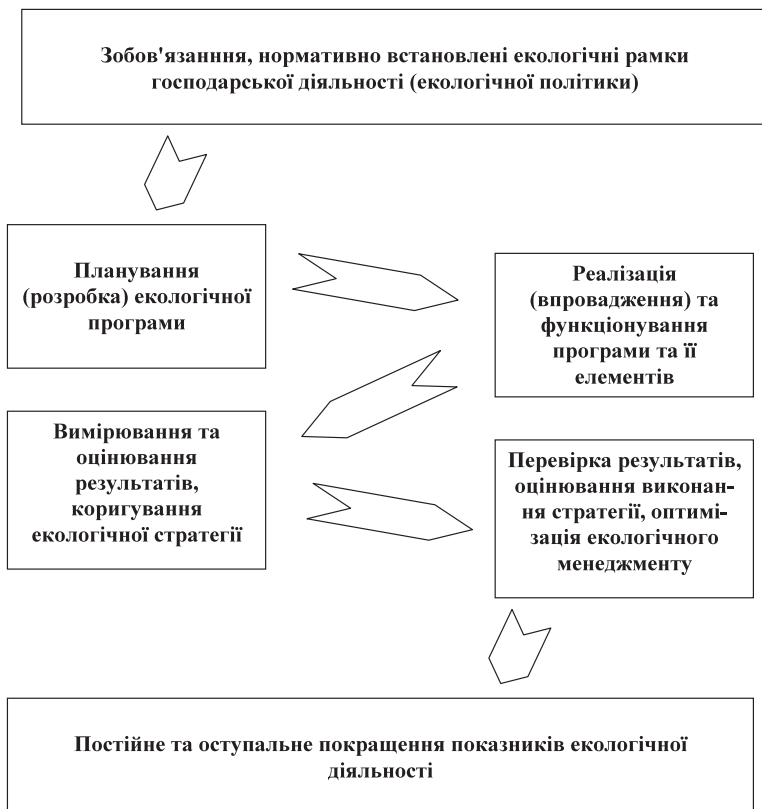 Зобов'язанння, нормативно встановлені екологічні рамки
господарської діяльності (екологічної політики)
Планування
(розробка) екологічної
програми
Реалізація
(впровадження) та
функціонування
програми та її
елементів
Вимірювання та
оцінювання
результатів,
коригування
екологічної стратегії
Перевірка результатів,
оцінювання виконан-
ня стратегії, оптимі-
зація екологічного
менеджменту
Постійне та оступальне покращення показників екологічної
діяльності